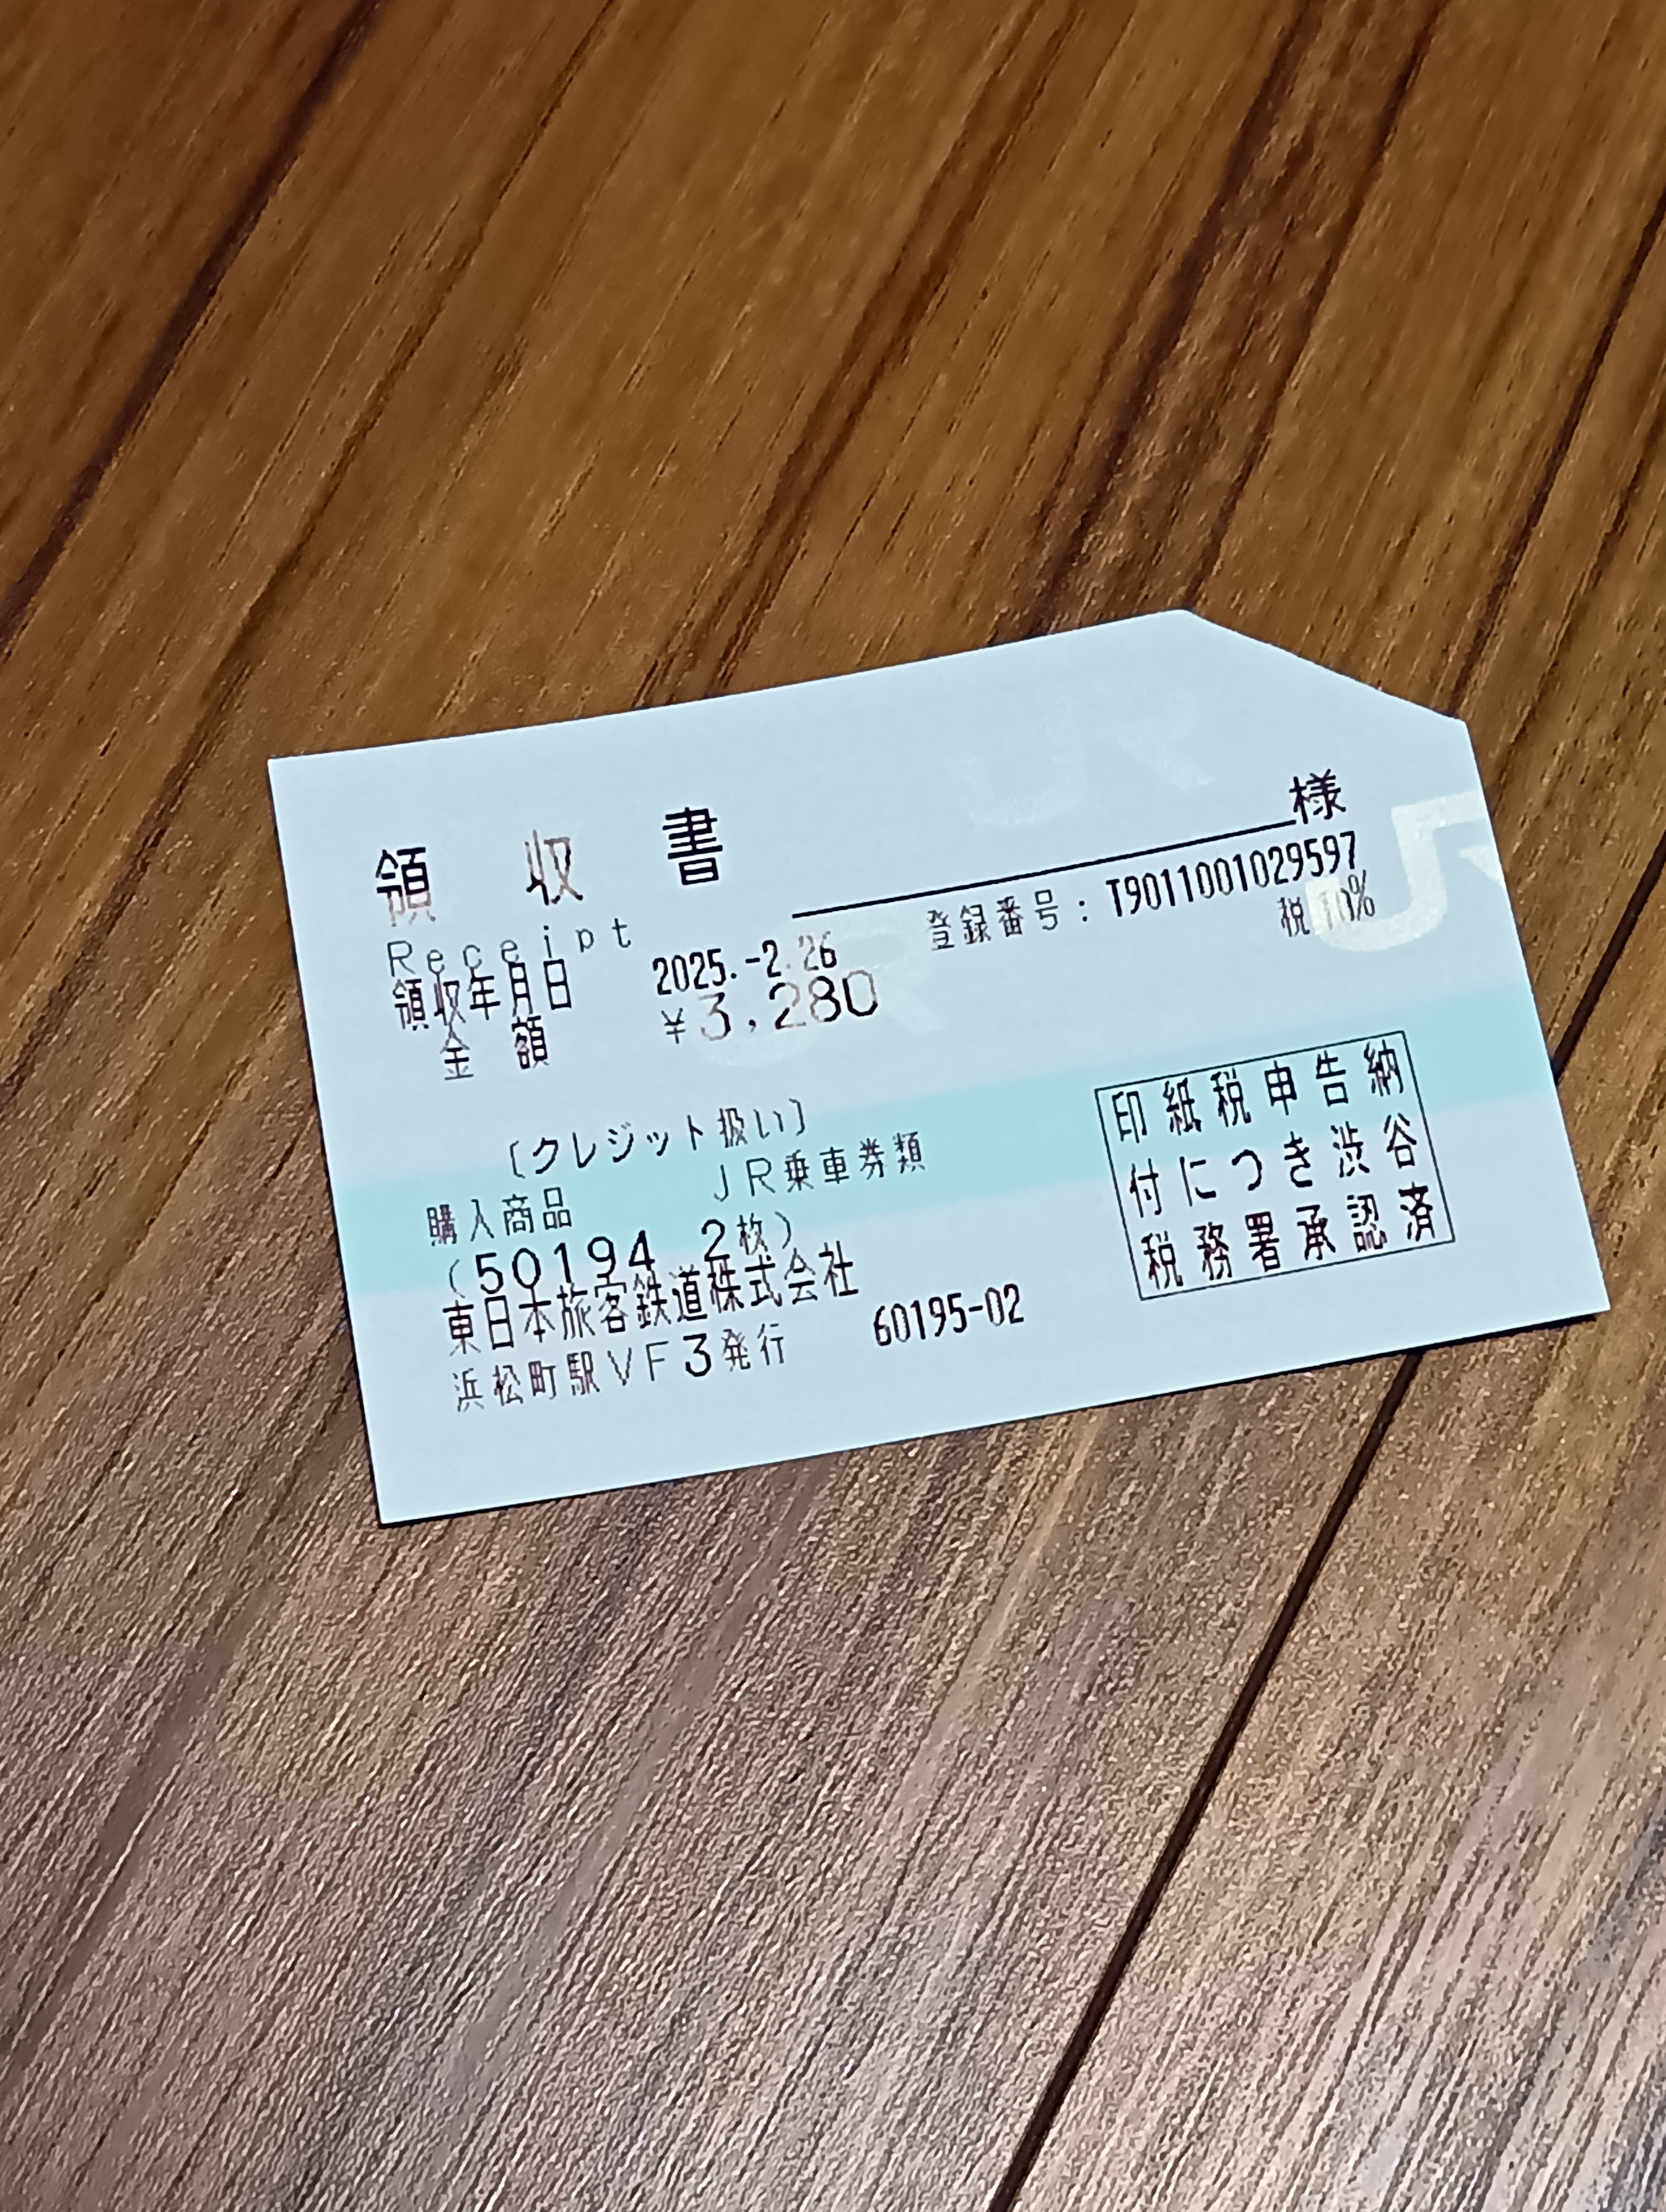 領収書
様
Receipt
登録番号：T9011001029597
領収年月日 2025.-2.26
税10%
金額 ¥3,280
〔クレジット扱い〕
購入商品 JR乗車券類
(50194 2枚)
東日本旅客鉄道株式会社
浜松町駅VF3発行 60195-02
印紙税申告納
付につき渋谷
税務署承認済